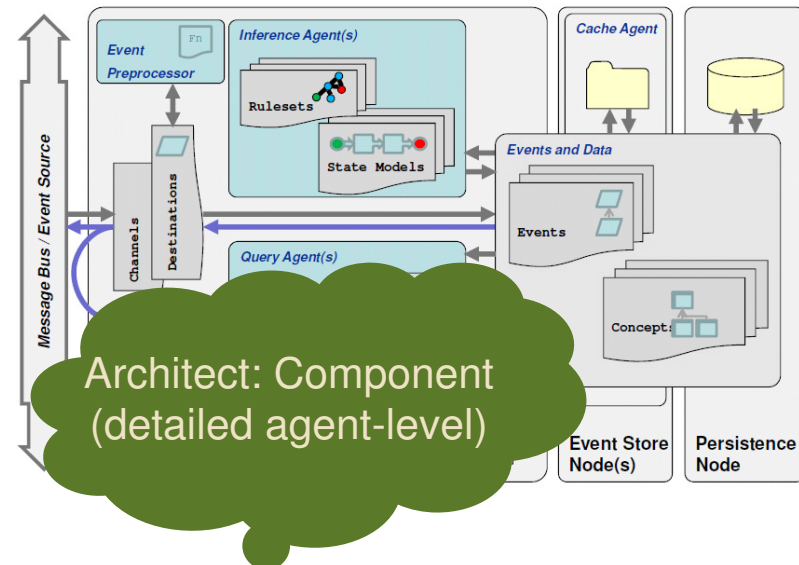 Message Bus / Event Source
Event
Preprocessor
Fn
Channels
Destinations
Inference Agent(s)
Rulesets
State Models
Query Agent(s)
Cache Agent
Events and Data
Events
Concepts
Event Store
Node(s)
Persistence
Node
Architect: Component
(detailed agent-level)